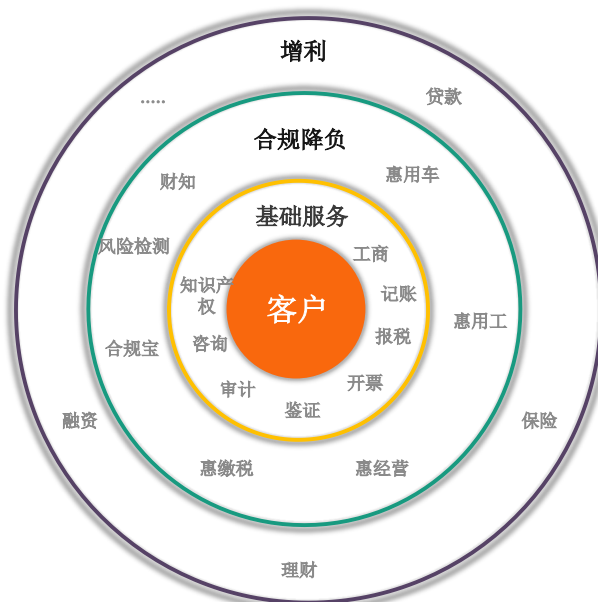 增利
.....
贷款
合规降负
财知
惠用车
基础服务
风险检测
工商
知识产
权
记账
客户
惠用工
报税
咨询
合规宝
开票
审计
鉴证
融资
保险
惠缴税
惠经营
理财